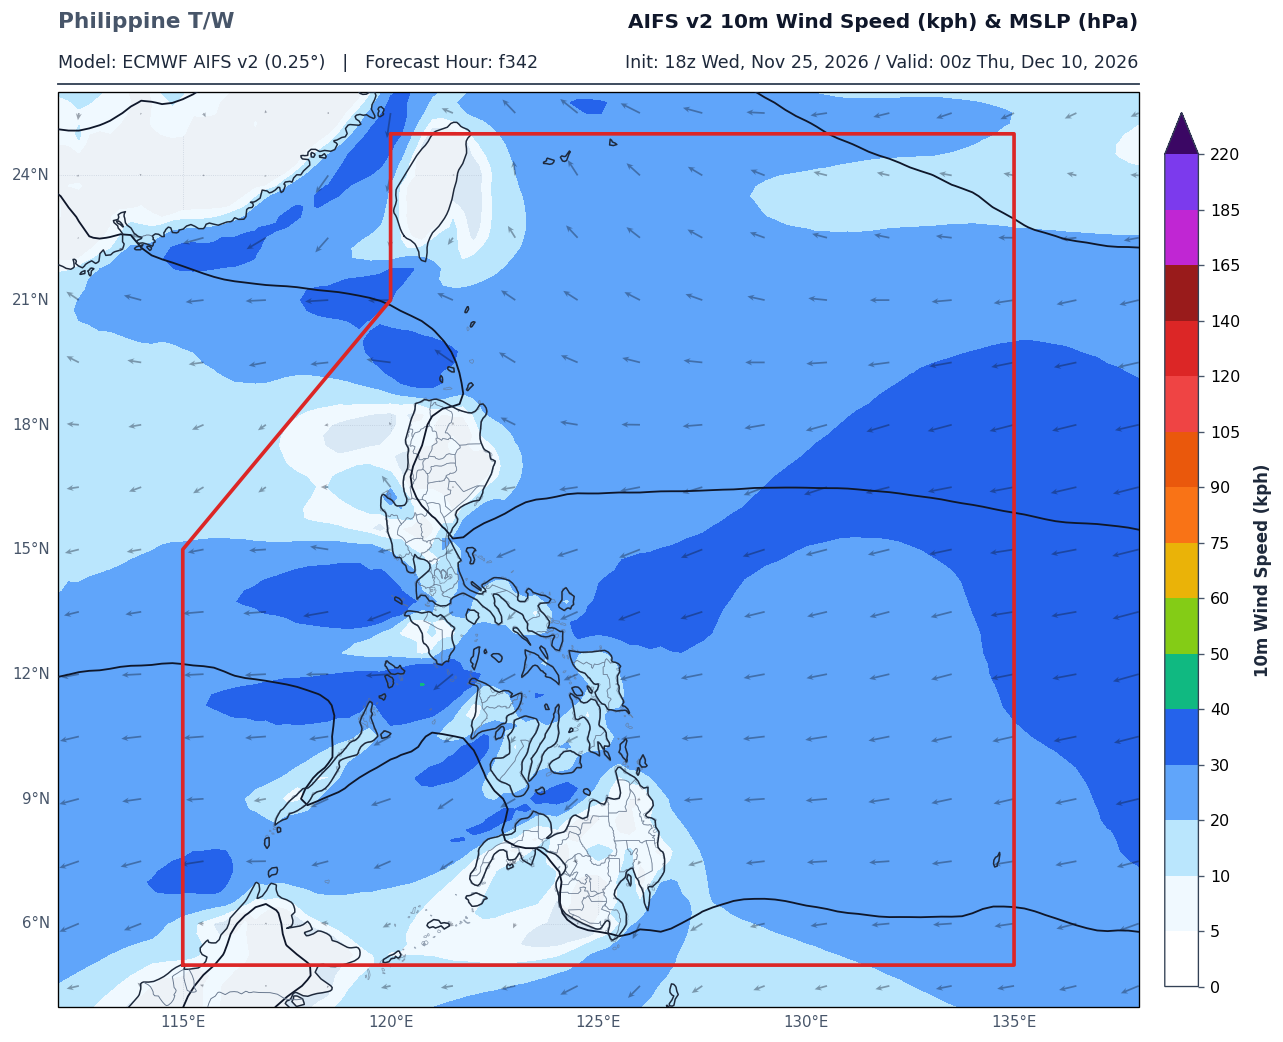 Philippine T/W
AIFS v2 10m Wind Speed (kph) & MSLP (hPa)
Model: ECMWF AIFS v2 (0.25°) | Forecast Hour: f342
Init: 18z Wed, Nov 25, 2026 / Valid: 00z Thu, Dec 10, 2026
24°N
21°N
18°N
15°N
12°N
9°N
6°N
115°E
120°E
125°E
130°E
135°E
220
185
165
140
120
105
90
75
60
50
40
30
20
10
5
0
10m Wind Speed (kph)